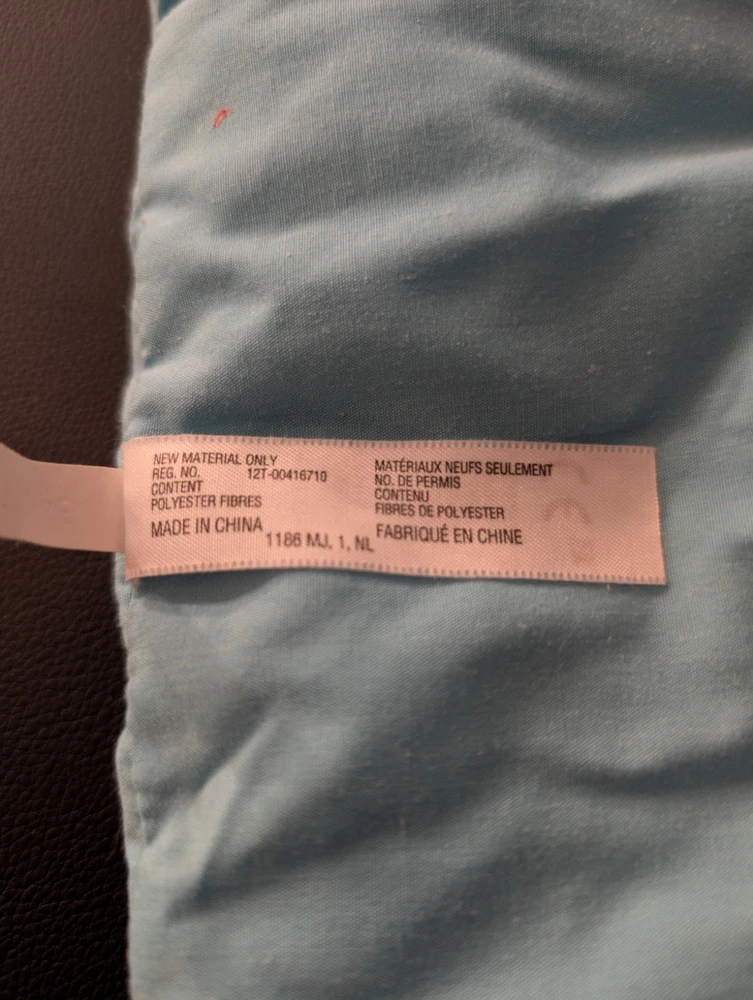 NEW MATERIAL ONLY
REG. NO. 12T-00416710
CONTENT
POLYESTER FIBRES
MADE IN CHINA
MATÉRIAUX NEUFS SEULEMENT
NO. DE PERMIS
CONTENU
FIBRES DE POLYESTER
FABRIQUÉ EN CHINE
1186 MJ. 1, NL